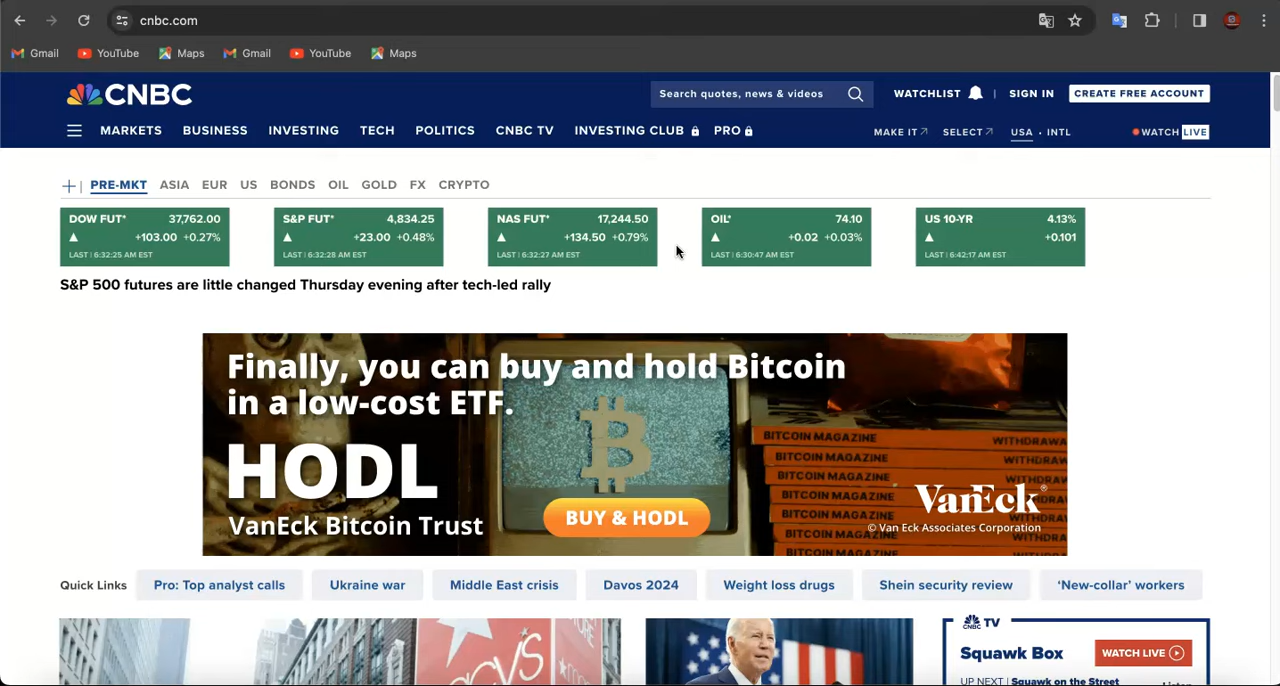 cnbc.com
Gmail YouTube Maps Gmail YouTube Maps
CNBC
Search quotes, news & videos
WATCHLIST
SIGN IN
CREATE FREE ACCOUNT
MARKETS BUSINESS INVESTING TECH POLITICS CNBC TV INVESTING CLUB PRO
MAKE IT SELECT USA · INTL WATCH LIVE
PRE-MKT ASIA EUR US BONDS OIL GOLD FX CRYPTO
DOW FUT* 37,762.00
+103.00 +0.27%
LAST | 6:32:25 AM EST
S&P FUT* 4,834.25
+23.00 +0.48%
LAST | 6:32:28 AM EST
NAS FUT* 17,244.50
+134.50 +0.79%
LAST | 6:32:27 AM EST
OIL* 74.10
+0.02 +0.03%
LAST | 6:30:47 AM EST
US 10-YR 4.13%
+0.101
LAST | 6:42:17 AM EST
S&P 500 futures are little changed Thursday evening after tech-led rally
Finally, you can buy and hold Bitcoin
in a low-cost ETF.
HODL
VanEck Bitcoin Trust
BUY & HODL
BITCOIN MAGAZINE WITHDRAWA
BITCOIN MAGAZINE WITHDRAW
BITCOIN MAGAZINE
BITCOIN MAGAZINE
BITCOIN MAGAZINE
BITCOIN MAGAZINE
BITCOIN MAGAZINE
VanEck®
© Van Eck Associates Corporation
Quick Links Pro: Top analyst calls Ukraine war Middle East crisis Davos 2024 Weight loss drugs Shein security review ‘New-collar’ workers
CNBC TV
Squawk Box
WATCH LIVE
UP NEXT | Squawk on the Street
Listen